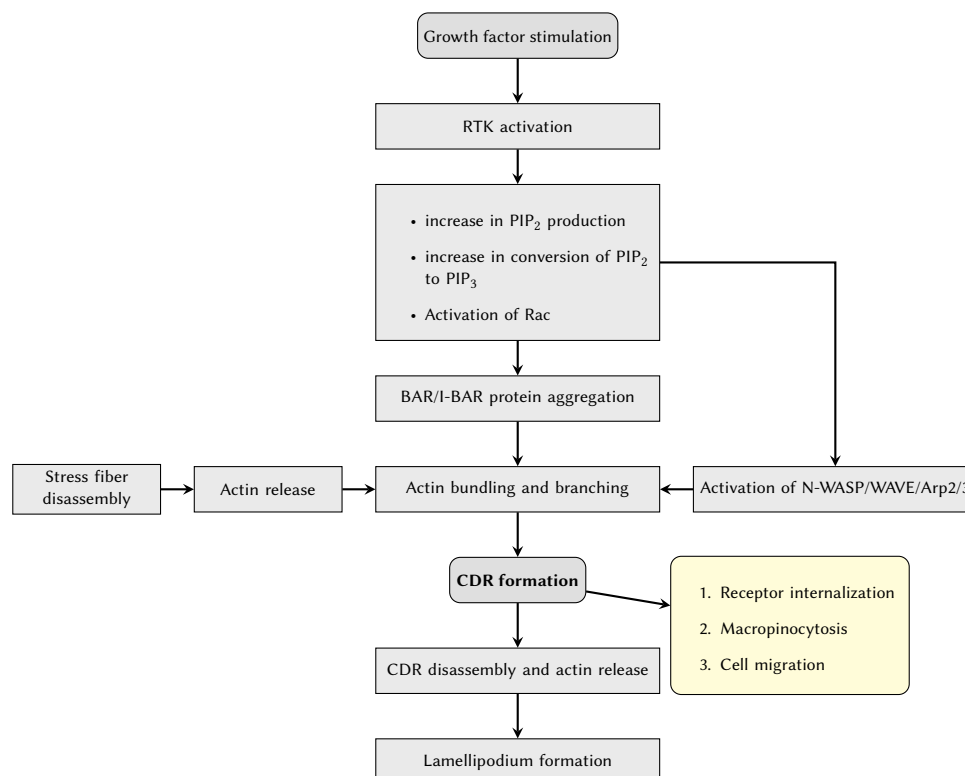 Growth factor stimulation
RTK activation
• increase in PIP₂ production
• increase in conversion of PIP₂
to PIP₃
• Activation of Rac
BAR/I-BAR protein aggregation
Stress fiber
disassembly
Actin release
Actin bundling and branching
Activation of N-WASP/WAVE/Arp2/3
CDR formation
1. Receptor internalization
2. Macropinocytosis
3. Cell migration
CDR disassembly and actin release
Lamellipodium formation